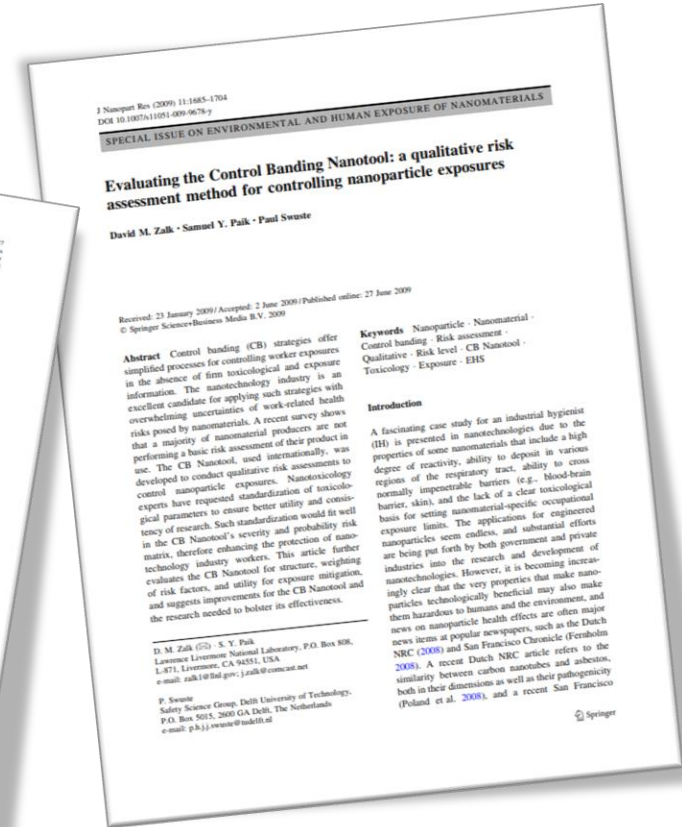 J Nanopart Res (2009) 11:1685–1704
DOI 10.1007/s11051-009-9678-y
SPECIAL ISSUE ON ENVIRONMENTAL AND HUMAN EXPOSURE OF NANOMATERIALS
Evaluating the Control Banding Nanotool: a qualitative risk
assessment method for controlling nanoparticle exposures
David M. Zalk · Samuel Y. Paik · Paul Swuste
Received: 23 January 2009 / Accepted: 2 June 2009 / Published online: 27 June 2009
© Springer Science+Business Media B.V. 2009
Abstract Control banding (CB) strategies offer
simplified processes for controlling worker exposures
in the absence of firm toxicological and exposure
information. The nanotechnology industry is an
excellent candidate for applying such strategies with
overwhelming uncertainties of work-related health
risks posed by nanomaterials. A recent survey shows
that a majority of nanomaterial producers are not
performing a basic risk assessment of their product in
use. The CB Nanotool, used internationally, was
developed to conduct qualitative risk assessments to
control nanoparticle exposures. Nanotoxicology
experts have requested standardization of toxicolo-
gical parameters to ensure better utility and consis-
tency of research. Such standardization would fit well
in the CB Nanotool's severity and probability risk
matrix, therefore enhancing the protection of nano-
technology industry workers. This article further
evaluates the CB Nanotool for structure, weighting
of risk factors, and utility for exposure mitigation,
and suggests improvements for the CB Nanotool and
the research needed to bolster its effectiveness.
D. M. Zalk (✉) · S. Y. Paik
Lawrence Livermore National Laboratory, P.O. Box 808,
L-871, Livermore, CA 94551, USA
e-mail: zalk1@llnl.gov; j.zalk@comcast.net
P. Swuste
Safety Science Group, Delft University of Technology,
P.O. Box 5015, 2600 GA Delft, The Netherlands
e-mail: p.h.j.j.swuste@tudelft.nl
Keywords Nanoparticle · Nanomaterial ·
Control banding · Risk assessment ·
Qualitative · Risk level · CB Nanotool ·
Toxicology · Exposure · EHS
Introduction
A fascinating case study for an industrial hygienist
(IH) is presented in nanotechnologies due to the
properties of some nanomaterials that include a high
degree of reactivity, ability to deposit in various
regions of the respiratory tract, ability to cross
normally impenetrable barriers (e.g., blood-brain
barrier, skin), and the lack of a clear toxicological
basis for setting nanomaterial-specific occupational
exposure limits. The applications for engineered
nanoparticles seem endless, and substantial efforts
are being put forth by both government and private
industries into the research and development of
nanotechnologies. However, it is becoming increas-
ingly clear that the very properties that make nano-
particles technologically beneficial may also make
them hazardous to humans and the environment, and
news on nanoparticle health effects are often major
news items at popular newspapers, such as the Dutch
NRC (2008) and San Francisco Chronicle (Fernholm
2008). A recent Dutch NRC article refers to the
similarity between carbon nanotubes and asbestos,
both in their dimensions as well as their pathogenicity
(Poland et al. 2008), and a recent San Francisco
Springer